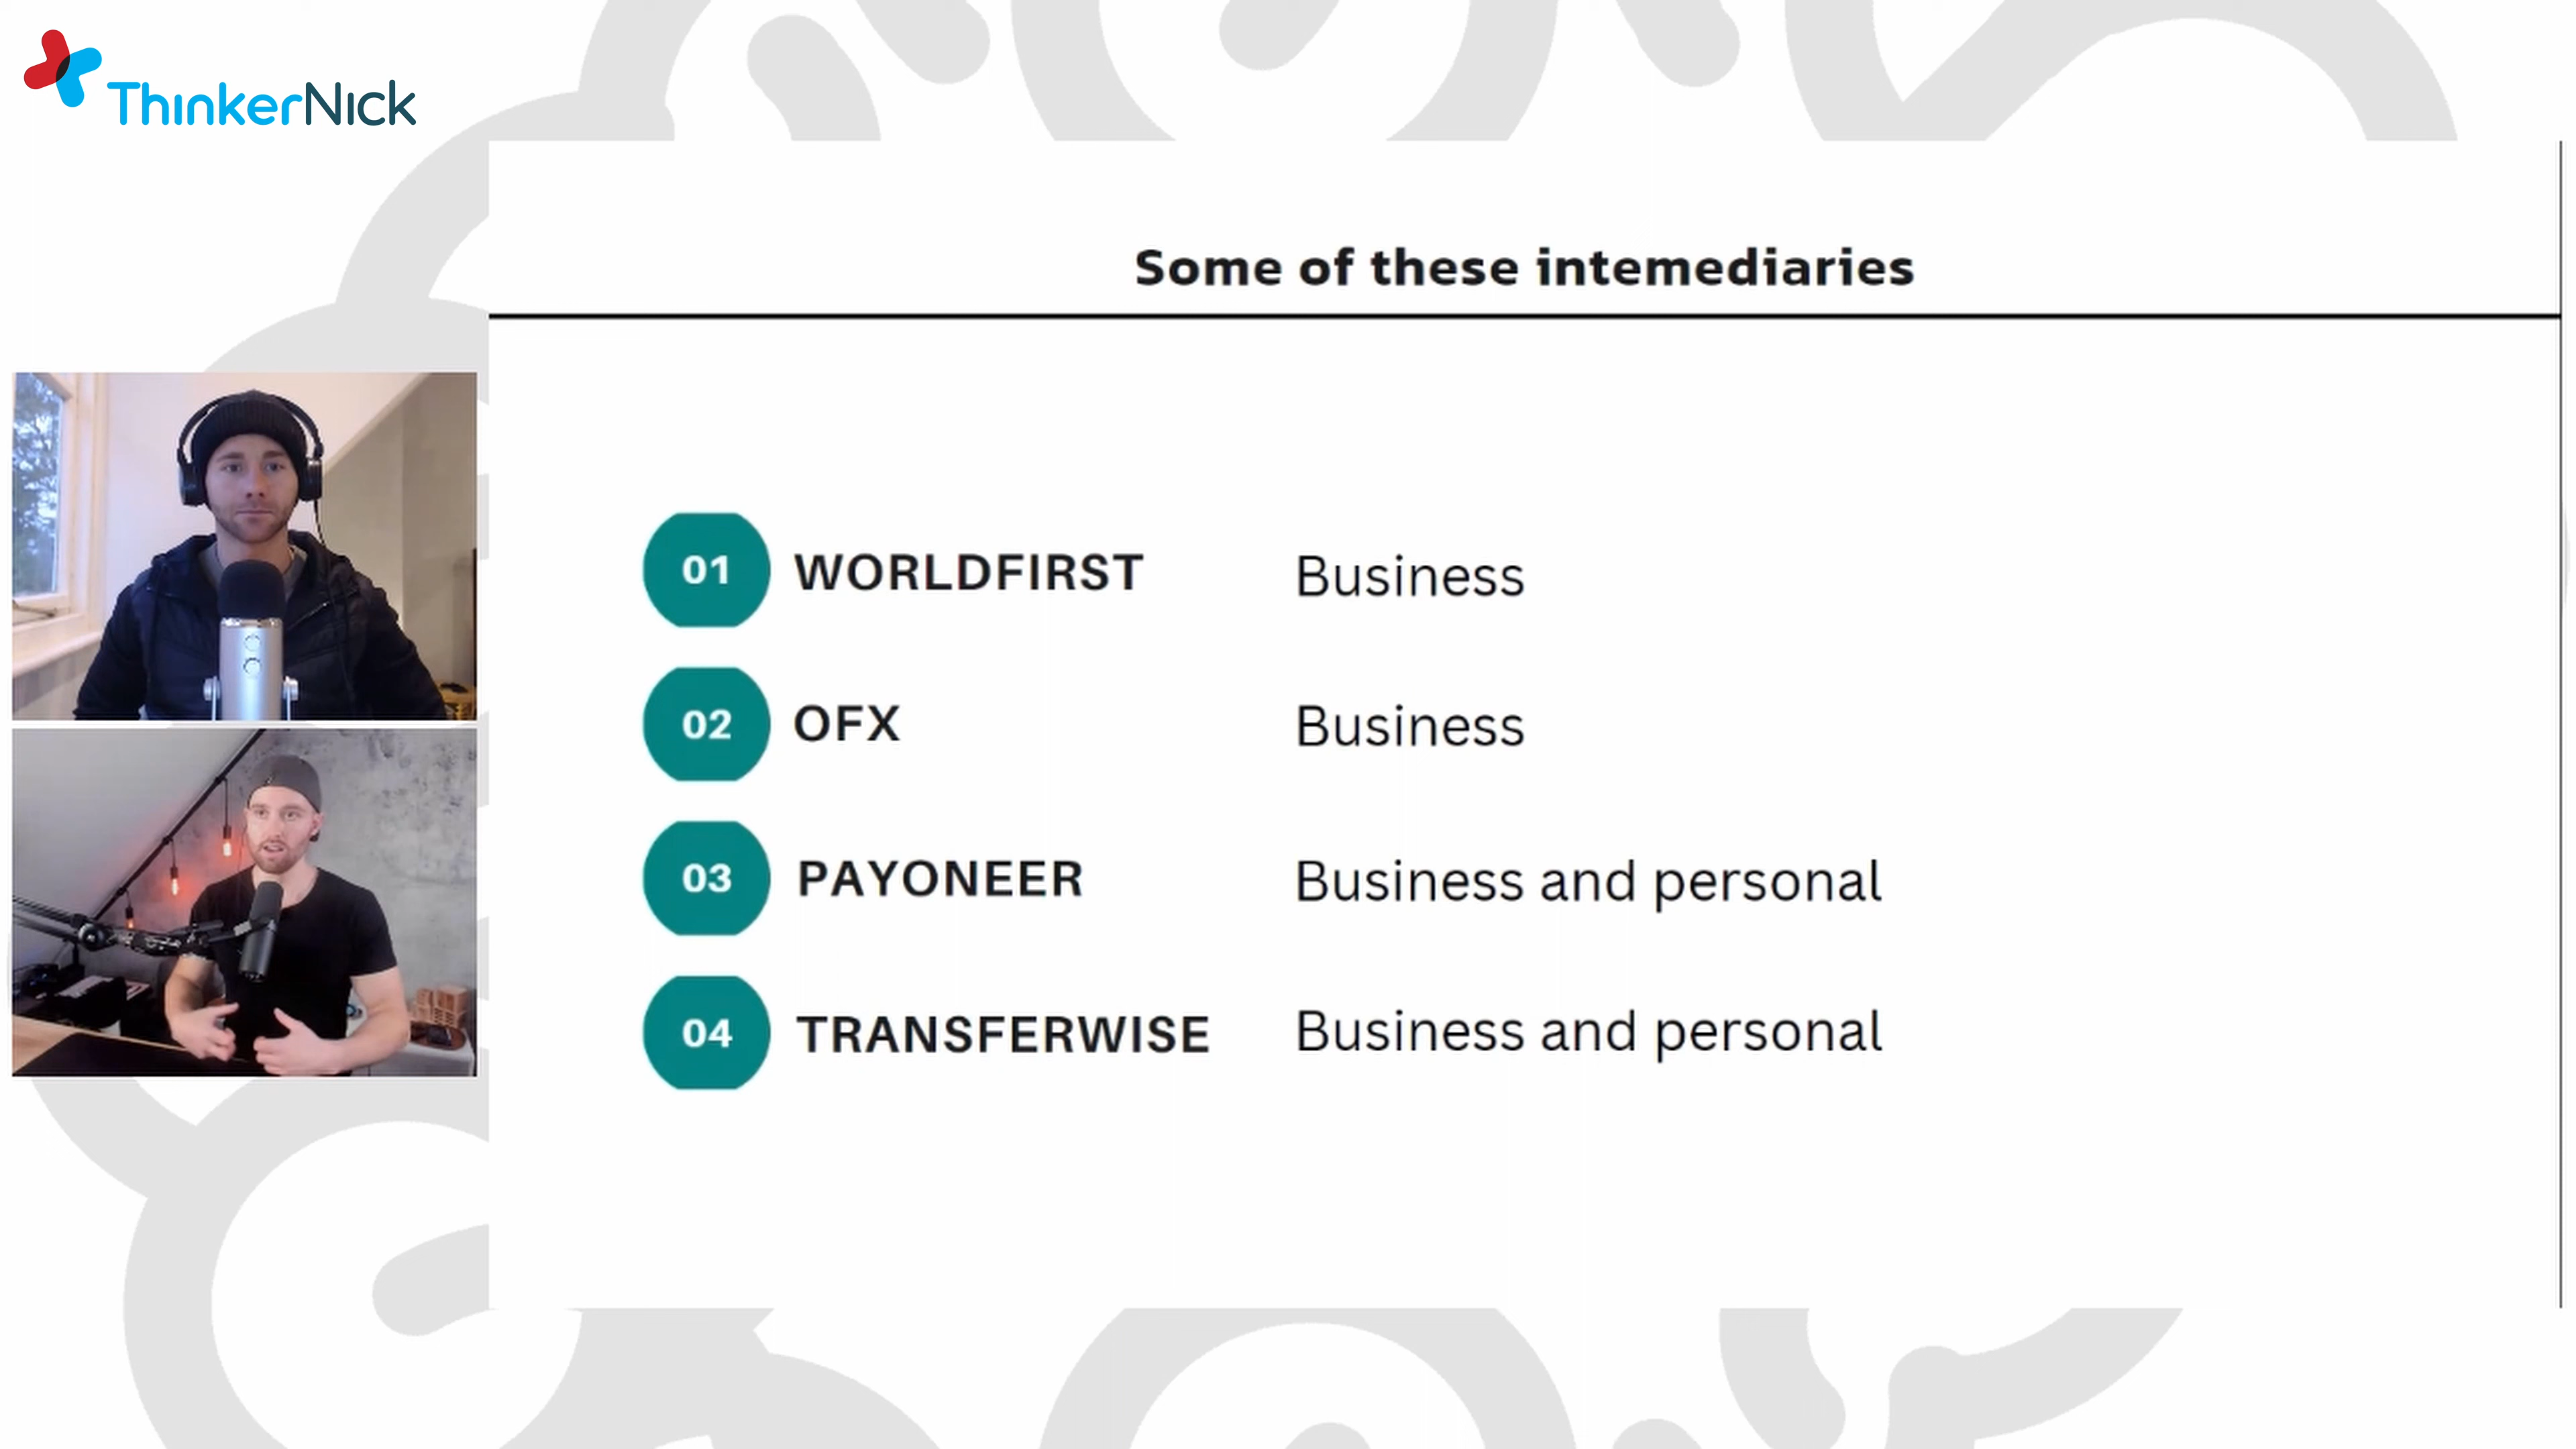 ThinkerNick
Some of these intemediaries
01 WORLDFIRST Business
02 OFX Business
03 PAYONEER Business and personal
04 TRANSFERWISE Business and personal